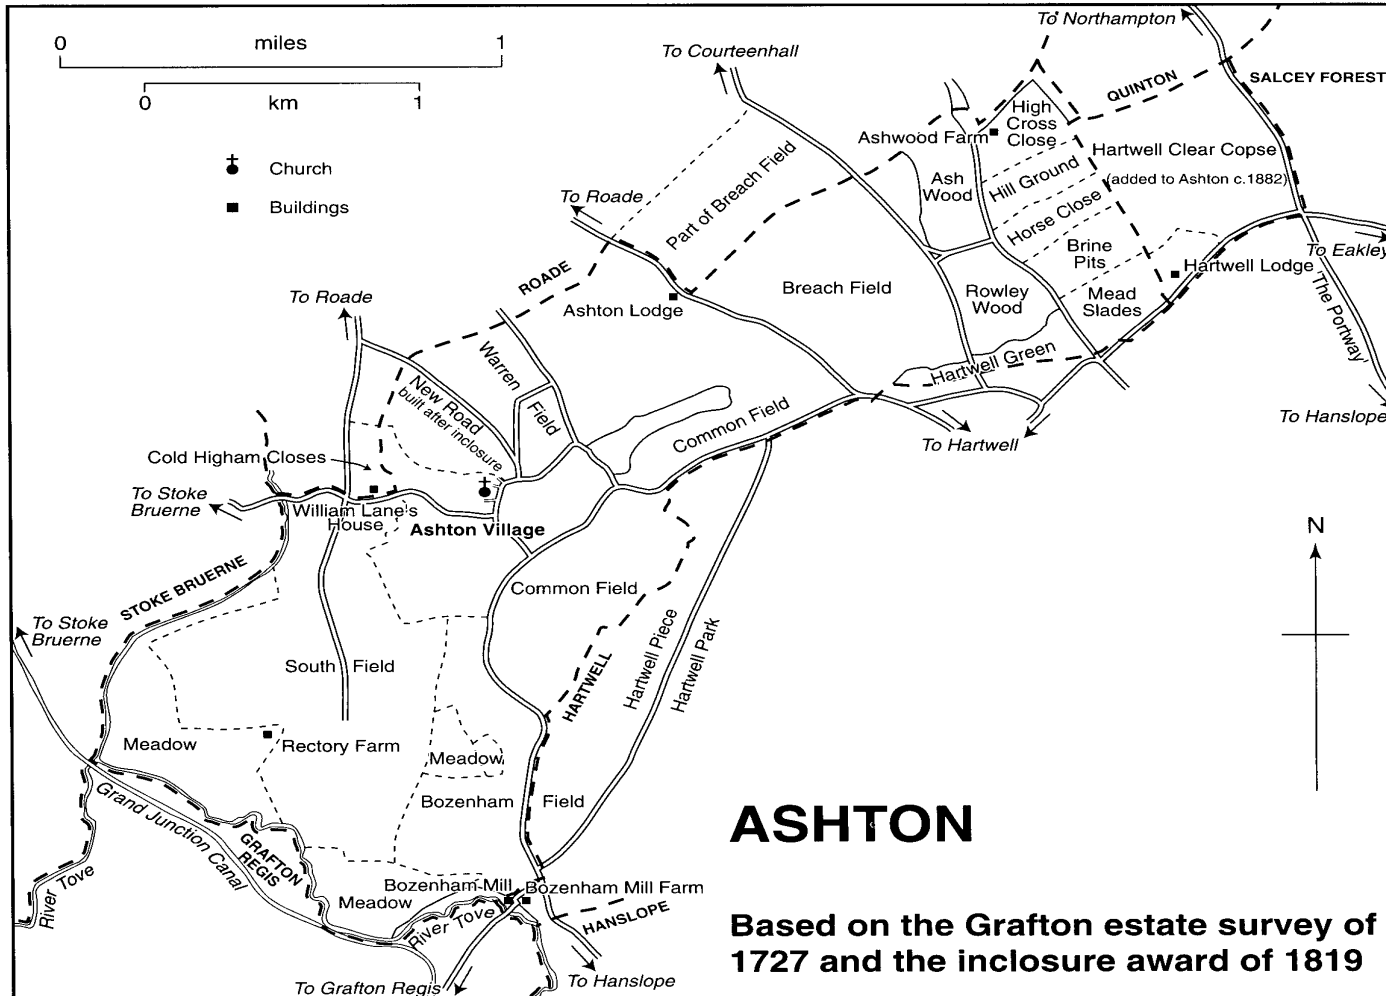 0 miles 1
0 km 1
Church
Buildings
To Courteenhall
To Northampton
QUINTON
SALCEY FOREST
High
Cross
Close
Ashwood Farm
Hartwell Clear Copse
(added to Ashton c.1882)
Ash
Wood
Hill Ground
Horse Close
Part of Breach Field
To Roade
Brine
Pits
To Eakley
Hartwell Lodge
ROADE
Breach Field
Rowley
Wood
Mead
Slades
'The Portway'
To Roade
Ashton Lodge
Warren
Field
Hartwell Green
New Road
built after inclosure
Common Field
To Hanslope
To Hartwell
Cold Higham Closes
To Stoke
Bruerne
William Lane's
House
Ashton Village
N
STOKE BRUERNE
Common Field
To Stoke
Bruerne
South Field
HARTWELL
Hartwell Piece
Hartwell Park
Meadow
Rectory Farm
Meadow
Bozenham Field
Grand Junction Canal
GRAFTON
REGIS
River Tove
Bozenham Mill
Bozenham Mill Farm
Meadow
River Tove
HANSLOPE
To Hanslope
To Grafton Regis
ASHTON
Based on the Grafton estate survey of
1727 and the inclosure award of 1819